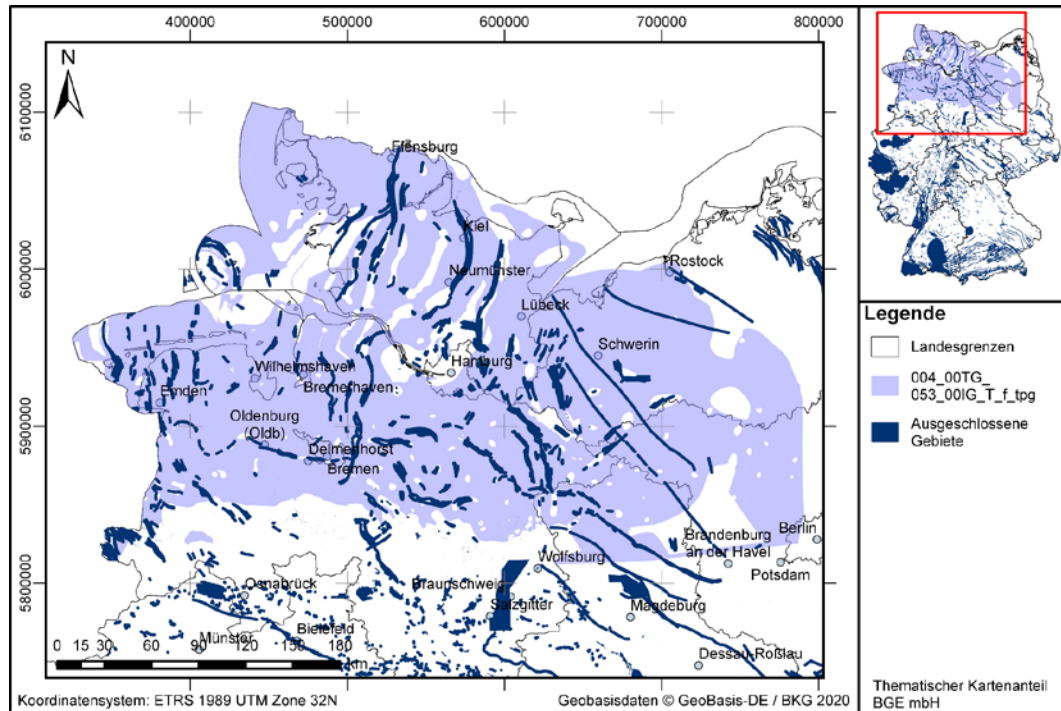 400000
500000
600000
700000
800000
N
6100000
6000000
5900000
5800000
Flensburg
Kiel
Rostock
Neumünster
Lübeck
Schwerin
Hamburg
Wilhelmshaven
Bremerhaven
Emden
Oldenburg
(Oldb)
Delmenhorst
Bremen
Berlin
Brandenburg
an der Havel
Potsdam
Wolfsburg
Braunschweig
Osnabrück
Salzgitter
Magdeburg
Münster
Bielefeld
Dessau-Roßlau
0 15 30 60 90 120 150 180
Km
Koordinatensystem: ETRS 1989 UTM Zone 32N
Geobasisdaten © GeoBasis-DE / BKG 2020
Legende
Landesgrenzen
004_00TG_
053_00IG_T_f_tpg
Ausgeschlossene
Gebiete
Thematischer Kartenanteil
BGE mbH